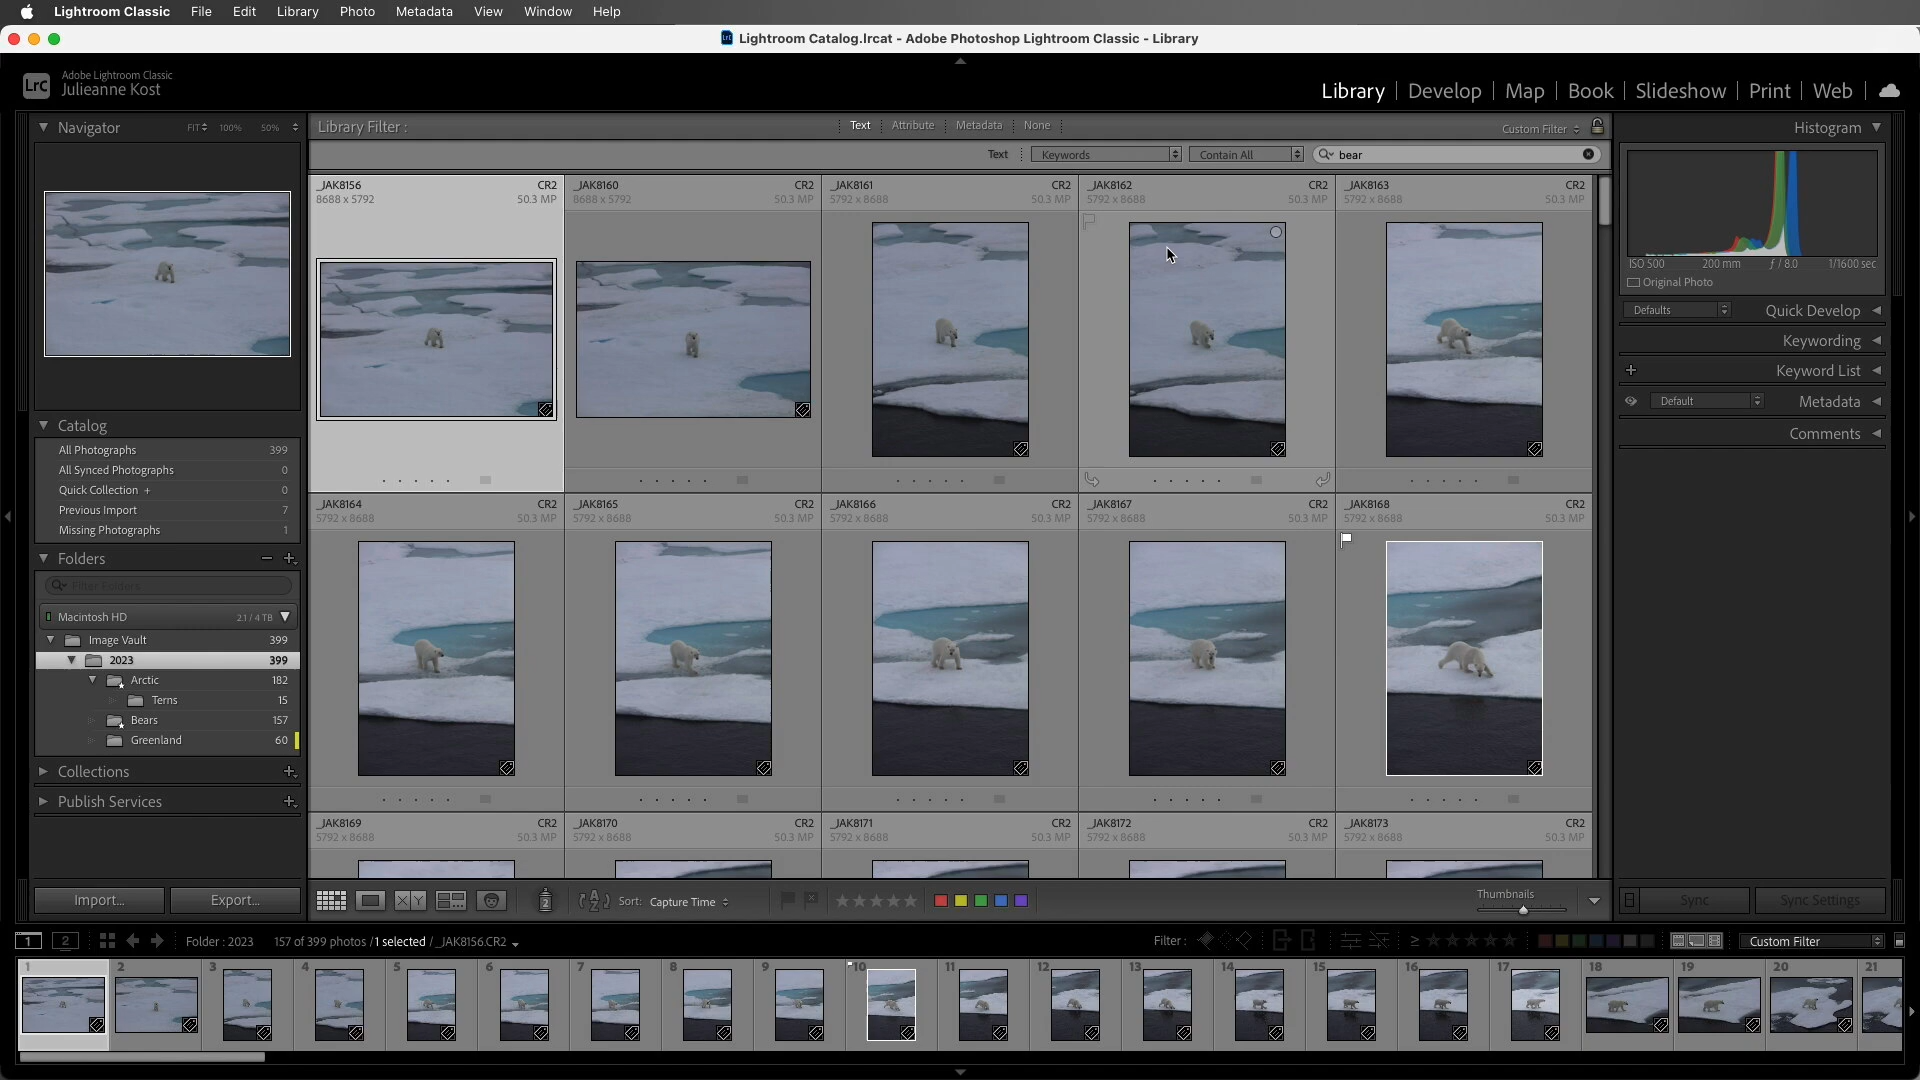 Lightroom Classic File Edit Library Photo Metadata View Window Help
Lightroom Catalog.lrcat - Adobe Photoshop Lightroom Classic - Library
LrC Adobe Lightroom Classic
Julieanne Kost
Library Develop Map Book Slideshow Print Web
Navigator FIT 100% 50%
Library Filter : Text Attribute Metadata None Custom Filter
Histogram
Text Keywords Contain All bear
_JAK8156 CR2
8688 x 5792 50.3 MP
_JAK8160 CR2
8688 x 5792 50.3 MP
_JAK8161 CR2
5792 x 8688 50.3 MP
_JAK8162 CR2
5792 x 8688 50.3 MP
_JAK8163 CR2
5792 x 8688 50.3 MP
ISO 500 200 mm ƒ / 8.0 1/1600 sec
Original Photo
Defaults Quick Develop
Keywording
Keyword List
Default Metadata
Comments
Catalog
All Photographs 399
All Synced Photographs 0
Quick Collection + 0
Previous Import 7
Missing Photographs 1
Folders
Filter Folders
Macintosh HD 2.1 / 4 TB
Image Vault 399
2023 399
Arctic 182
Terns 15
Bears 157
Greenland 60
Collections
Publish Services
_JAK8164 CR2
5792 x 8688 50.3 MP
_JAK8165 CR2
5792 x 8688 50.3 MP
_JAK8166 CR2
5792 x 8688 50.3 MP
_JAK8167 CR2
5792 x 8688 50.3 MP
_JAK8168 CR2
5792 x 8688 50.3 MP
_JAK8169 CR2
5792 x 8688 50.3 MP
_JAK8170 CR2
5792 x 8688 50.3 MP
_JAK8171 CR2
5792 x 8688 50.3 MP
_JAK8172 CR2
5792 x 8688 50.3 MP
_JAK8173 CR2
5792 x 8688 50.3 MP
Import... Export...
X Y 2 Sort: Capture Time Thumbnails
Sync Sync Settings
1 2 Folder : 2023 157 of 399 photos / 1 selected / _JAK8156.CR2 Filter : ≥ Custom Filter
1 2 3 4 5 6 7 8 9 10 11 12 13 14 15 16 17 18 19 20 21